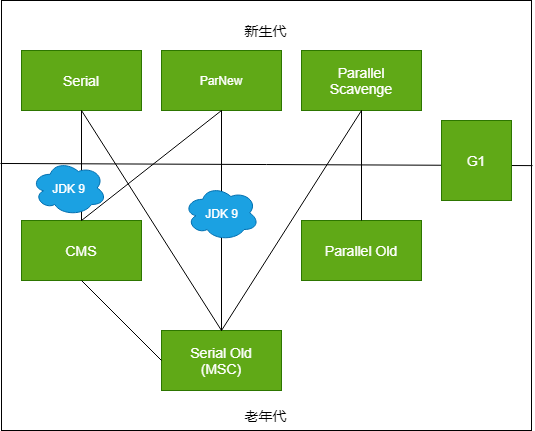 新生代
Serial
ParNew
Parallel
Scavenge
G1
JDK 9
JDK 9
CMS
Parallel Old
Serial Old
(MSC)
老年代